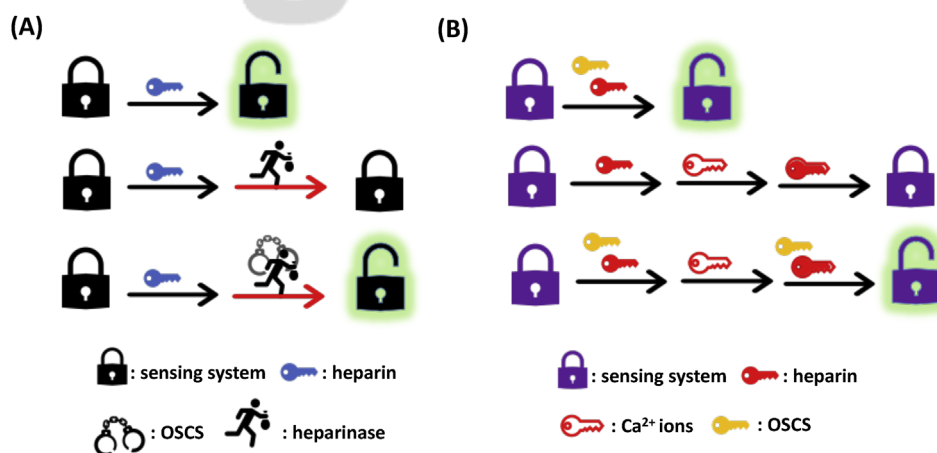 (A)
(B)
: sensing system : heparin
: OSCS : heparinase
: sensing system : heparin
: Ca²⁺ ions : OSCS